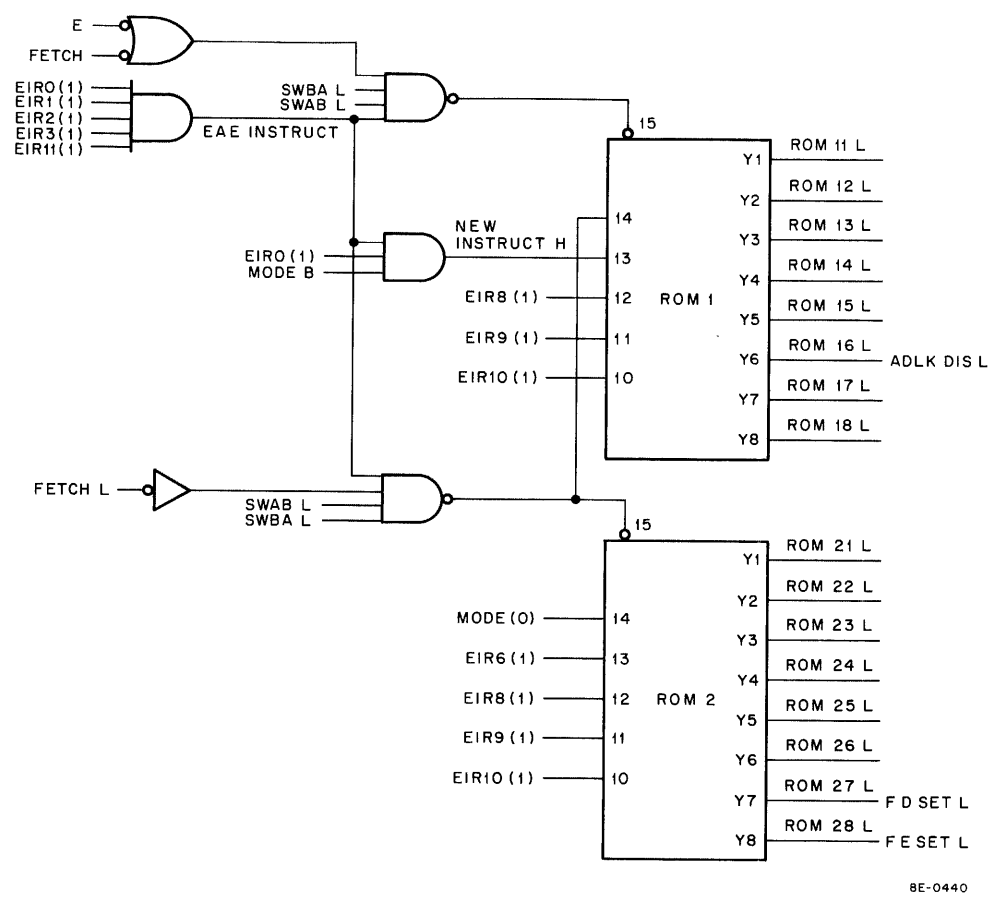 E
FETCH
EIR0(1)
EIR1(1)
EIR2(1)
EIR3(1)
EIR11(1)
EAE INSTRUCT
SWBA L
SWAB L
15
NEW
INSTRUCT H
EIR0(1)
MODE B
EIR8(1)
EIR9(1)
EIR10(1)
14
13
12
11
10
ROM 1
Y1
Y2
Y3
Y4
Y5
Y6
Y7
Y8
ROM 11 L
ROM 12 L
ROM 13 L
ROM 14 L
ROM 15 L
ROM 16 L
ADLK DIS L
ROM 17 L
ROM 18 L
FETCH L
SWAB L
SWBA L
15
MODE(0)
EIR6(1)
EIR8(1)
EIR9(1)
EIR10(1)
14
13
12
11
10
ROM 2
Y1
Y2
Y3
Y4
Y5
Y6
Y7
Y8
ROM 21 L
ROM 22 L
ROM 23 L
ROM 24 L
ROM 25 L
ROM 26 L
ROM 27 L
F D SET L
ROM 28 L
F E SET L
8E-0440